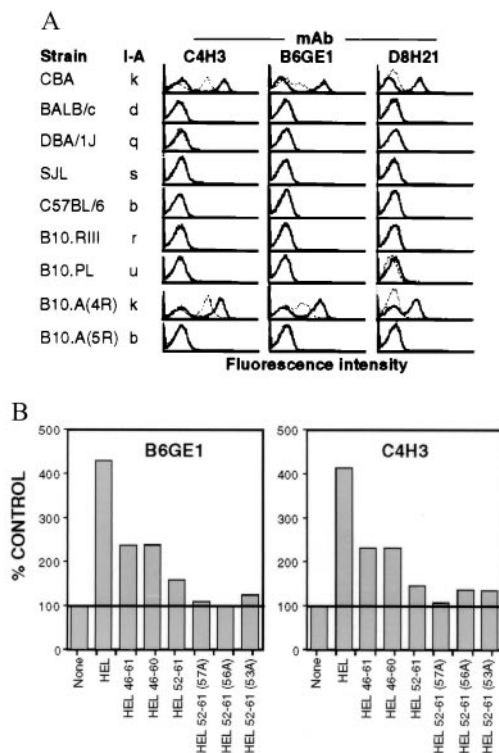 A
mAb
Strain I-A C4H3 B6GE1 D8H21
CBA k
BALB/c d
DBA/1J q
SJL s
C57BL/6 b
B10.RIII r
B10.PL u
B10.A(4R) k
B10.A(5R) b
Fluorescence intensity
B
% CONTROL
500
400
300
200
100
0
B6GE1
None
HEL
HEL 46-61
HEL 46-60
HEL 52-61
HEL 52-61 (57A)
HEL 52-61 (56A)
HEL 52-61 (53A)
500
400
300
200
100
0
C4H3
None
HEL
HEL 46-61
HEL 46-60
HEL 52-61
HEL 52-61 (57A)
HEL 52-61 (56A)
HEL 52-61 (53A)